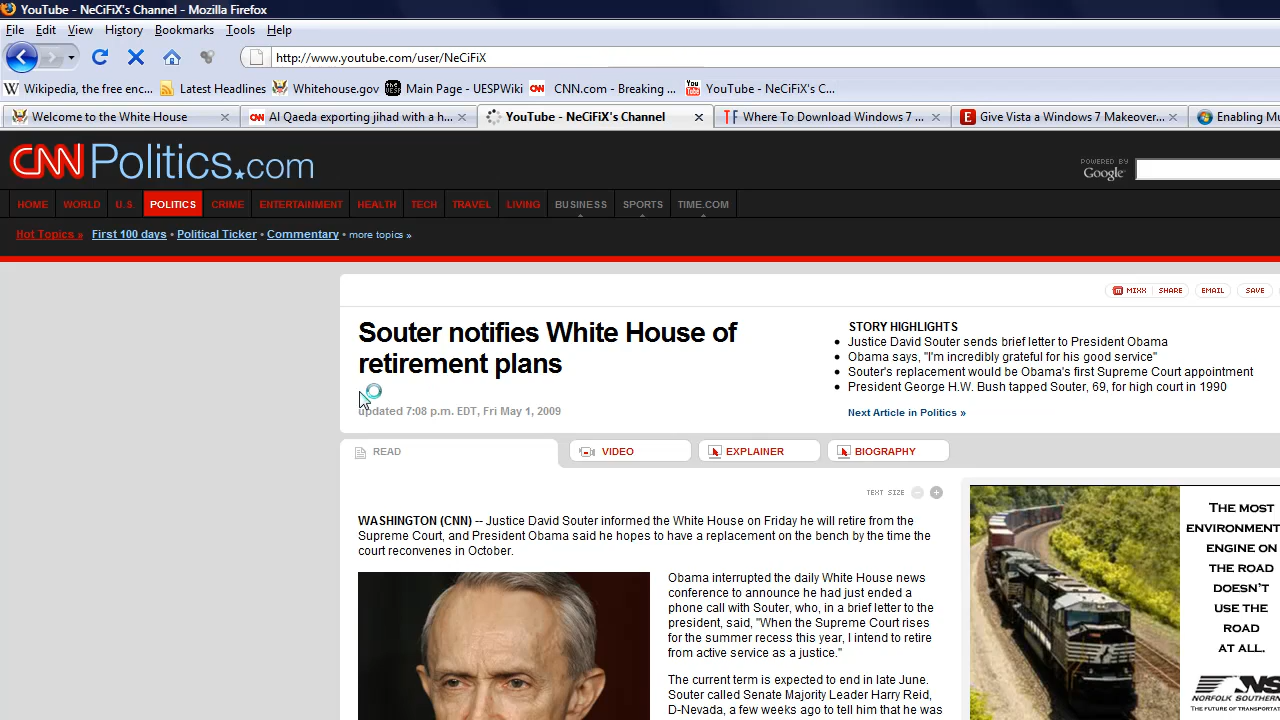 YouTube - NeCiFiX's Channel - Mozilla Firefox
File Edit View History Bookmarks Tools Help
http://www.youtube.com/user/NeCiFiX
Wikipedia, the free enc... Latest Headlines Whitehouse.gov Main Page - UESPWiki CNN.com - Breaking ... YouTube - NeCiFiX's C...
Welcome to the White House Al Qaeda exporting jihad with a h... YouTube - NeCiFiX's Channel Where To Download Windows 7 ... Give Vista a Windows 7 Makeover... Enabling Mu
CNNPolitics.com
POWERED BY
Google
HOME WORLD U.S. POLITICS CRIME ENTERTAINMENT HEALTH TECH TRAVEL LIVING BUSINESS SPORTS TIME.COM
Hot Topics » First 100 days • Political Ticker • Commentary • more topics »
MIXX SHARE EMAIL SAVE
Souter notifies White House of
retirement plans
updated 7:08 p.m. EDT, Fri May 1, 2009
STORY HIGHLIGHTS
Justice David Souter sends brief letter to President Obama
Obama says, "I'm incredibly grateful for his good service"
Souter's replacement would be Obama's first Supreme Court appointment
President George H.W. Bush tapped Souter, 69, for high court in 1990
Next Article in Politics »
READ VIDEO EXPLAINER BIOGRAPHY
TEXT SIZE
WASHINGTON (CNN) -- Justice David Souter informed the White House on Friday he will retire from the
Supreme Court, and President Obama said he hopes to have a replacement on the bench by the time the
court reconvenes in October.
Obama interrupted the daily White House news
conference to announce he had just ended a
phone call with Souter, who, in a brief letter to the
president, said, "When the Supreme Court rises
for the summer recess this year, I intend to retire
from active service as a justice."
The current term is expected to end in late June.
Souter called Senate Majority Leader Harry Reid,
D-Nevada, a few weeks ago to tell him that he was
THE MOST
ENVIRONMENT
ENGINE ON
THE ROAD
DOESN'T
USE THE
ROAD
AT ALL.
NS
NORFOLK SOUTHERN
THE FUTURE OF TRANSPORTAT